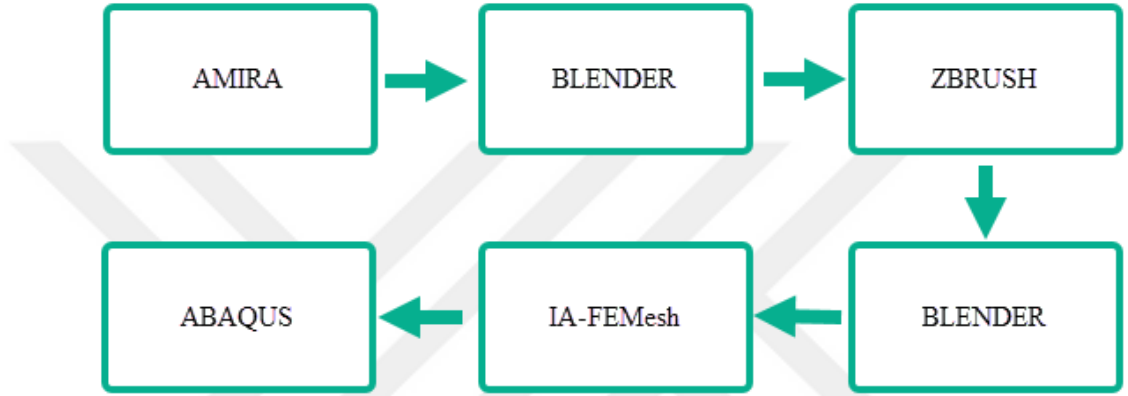 AMIRA
BLENDER
ZBRUSH
BLENDER
IA-FEMesh
ABAQUS